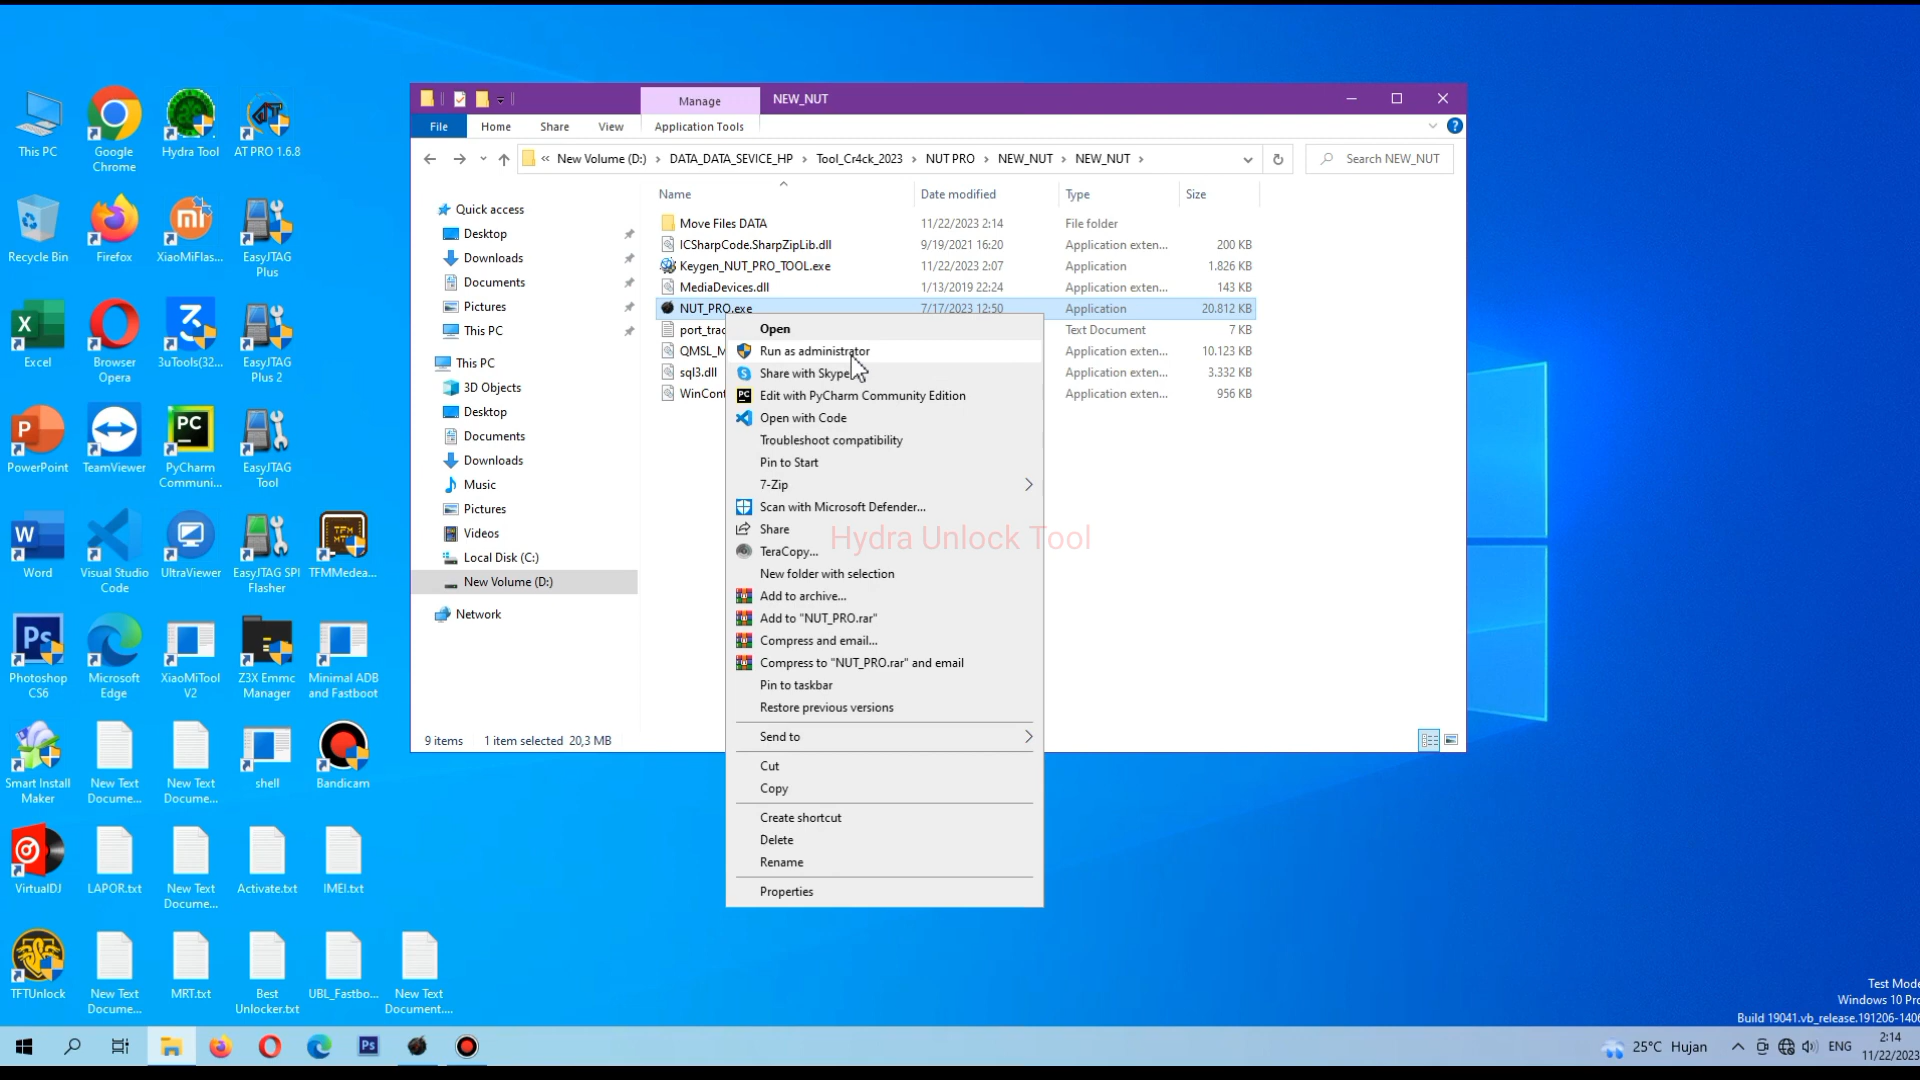 Manage
NEW_NUT
File
Home
Share
View
Application Tools
« New Volume (D:) › DATA_DATA_SEVICE_HP › Tool_Cr4ck_2023 › NUT PRO › NEW_NUT › NEW_NUT ›
Search NEW_NUT
Name
Date modified
Type
Size
Move Files DATA 11/22/2023 2:14 File folder
ICSharpCode.SharpZipLib.dll 9/19/2021 16:20 Application exten... 200 KB
Keygen_NUT_PRO_TOOL.exe 11/22/2023 2:07 Application 1.826 KB
MediaDevices.dll 1/13/2019 22:24 Application exten... 143 KB
NUT_PRO.exe 7/17/2023 12:50 Application 20.812 KB
port_trac Text Document 7 KB
QMSL_M Application exten... 10.123 KB
sql3.dll Application exten... 3.332 KB
WinCont Application exten... 956 KB
Quick access
Desktop
Downloads
Documents
Pictures
This PC
This PC
3D Objects
Desktop
Documents
Downloads
Music
Pictures
Videos
Local Disk (C:)
New Volume (D:)
Network
9 items
1 item selected 20,3 MB
Open
Run as administrator
Share with Skype
Edit with PyCharm Community Edition
Open with Code
Troubleshoot compatibility
Pin to Start
7-Zip
Scan with Microsoft Defender...
Share
TeraCopy...
New folder with selection
Add to archive...
Add to "NUT_PRO.rar"
Compress and email...
Compress to "NUT_PRO.rar" and email
Pin to taskbar
Restore previous versions
Send to
Cut
Copy
Create shortcut
Delete
Rename
Properties
Hydra Unlock Tool
This PC
Google
Chrome
Hydra Tool
AT PRO 1.6.8
Recycle Bin
Firefox
XiaoMiFlas...
EasyJTAG
Plus
Excel
Browser
Opera
3uTools(32...
EasyJTAG
Plus 2
PowerPoint
TeamViewer
PyCharm
Communi...
EasyJTAG
Tool
Word
Visual Studio
Code
UltraViewer
EasyJTAG SPI
Flasher
TFMMedea...
Photoshop
CS6
Microsoft
Edge
XiaoMiTool
V2
Z3X Emmc
Manager
Minimal ADB
and Fastboot
Smart Install
Maker
New Text
Docume...
New Text
Docume...
shell
Bandicam
VirtualDJ
LAPOR.txt
New Text
Docume...
Activate.txt
IMEI.txt
TFTUnlock
New Text
Docume...
MRT.txt
Best
Unlocker.txt
UBL_Fastbo...
New Text
Document....
Test Mode
Windows 10 Pro
Build 19041.vb_release.191206-1406
25°C Hujan
ENG
2:14
11/22/2023